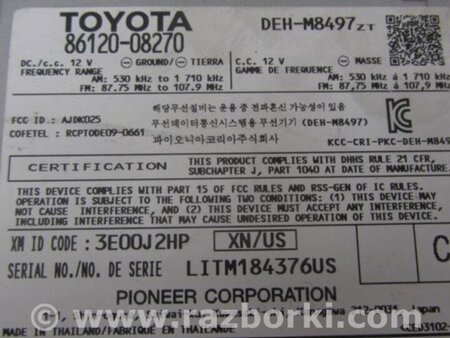 TOYOTA DEH-M8497ZT
86120-08270
DC./c.c. 12 V ⊖GROUND/⊖TIERRA C.C. 12 V ⊖ MASSE
FREQUENCY RANGE GAMME DE FREQUENCE
AM: 530 kHz to 1 710 kHz AM: 530 kHz á 1 710 k
FM: 87.75 MHz to 107.9 MHz FM: 87,75 MHz á 107,9 M
FCC ID : AJDK025 해당무선설비는 운용 중 전파혼신 가능성이 있음
COFETEL : RCPTODE09-0661 무선데이터통신시스템용 무선기기 (DEH-M8497)
파이오니아코리아주식회사 KCC-CRI-PKC-DEH-M849
CERTIFICATION THIS PRODUCT COMPLIES WITH DHHS RULE 21 CFR,
SUBCHAPTER J, PART 1040 AT DATE OF MANUFACTURE.
THIS DEVICE COMPLIES WITH PART 15 OF FCC RULES AND RSS-GEN OF IC RULES.
OPERATION IS SUBJECT TO THE FOLLOWING TWO CONDITIONS: (1) THIS DEVICE MAY
NOT CAUSE INTERFERENCE, AND (2) THIS DEVICE MUST ACCEPT ANY INTERFERENCE,
INCLUDING INTERFERENCE THAT MAY CAUSE UNDESIRED OPERATION OF THIS DEVICE.
XM ID CODE : 3E00J2HP XN/US
SERIAL NO./No. DE SERIE LITM184376US C
PIONEER CORPORATION
Japan
MADE IN THAILAND/FABRIQUE EN THAILANDE
© www.razborki.com